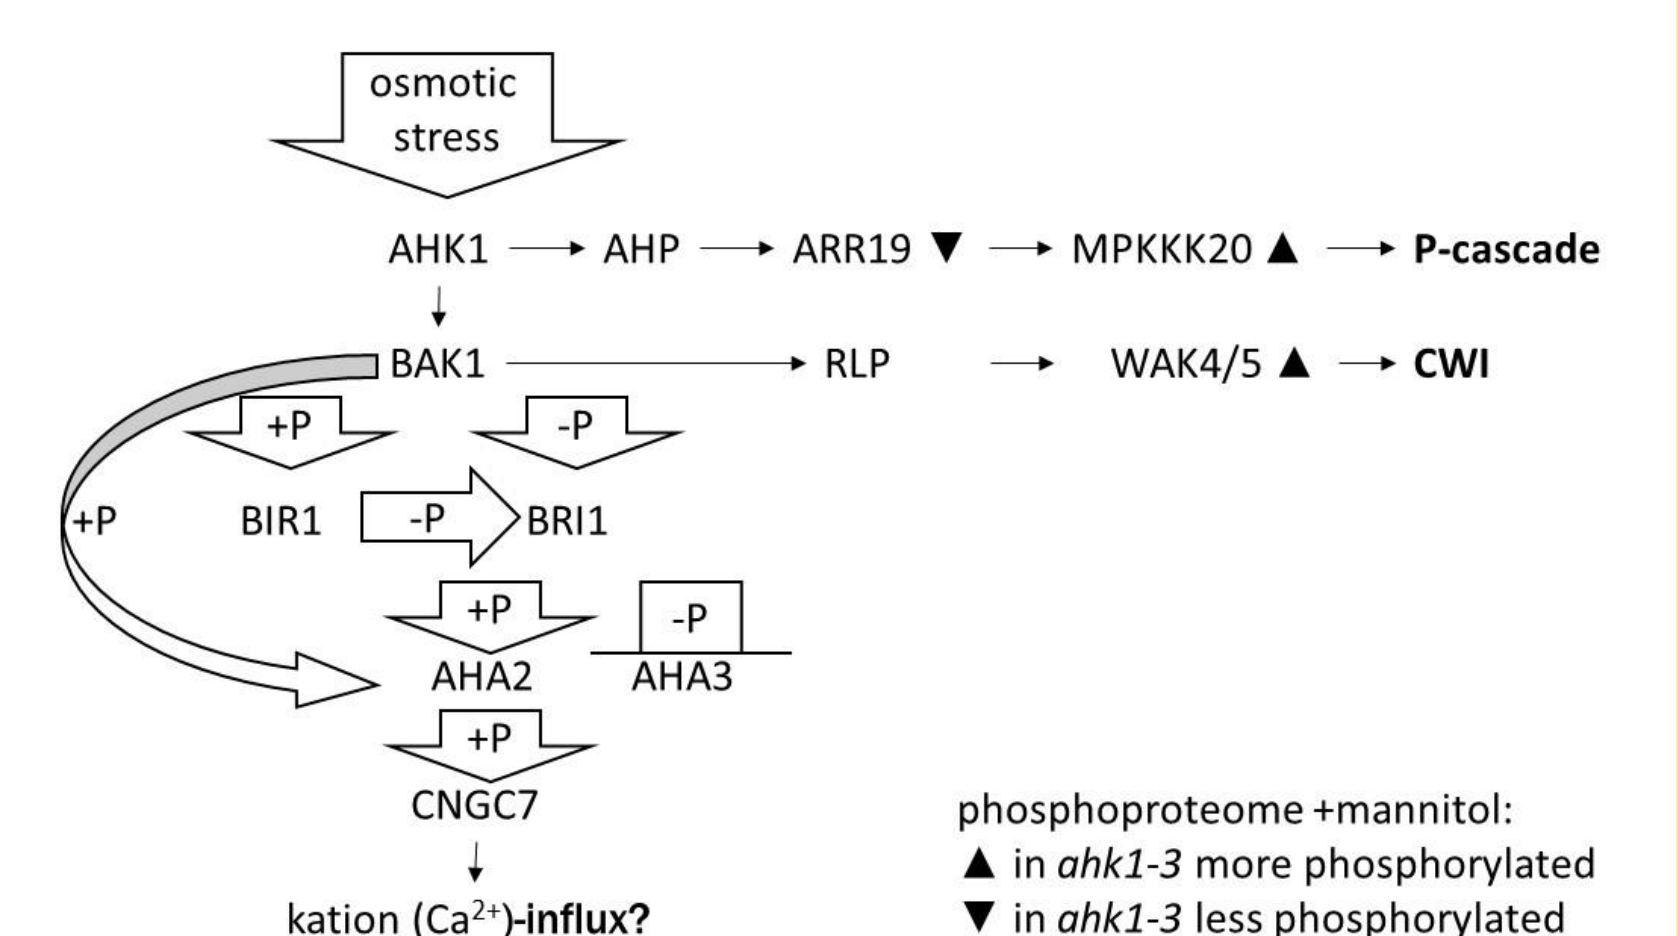 osmotic
stress
AHK1 AHP ARR19 ▼ MPKKK20 ▲ P-cascade
BAK1 RLP WAK4/5 ▲ CWI
+P -P
+P BIR1 -P BRI1
+P -P
AHA2 AHA3
+P
CNGC7
kation (Ca²⁺)-influx?
phosphoproteome +mannitol:
▲ in ahk1-3 more phosphorylated
▼ in ahk1-3 less phosphorylated